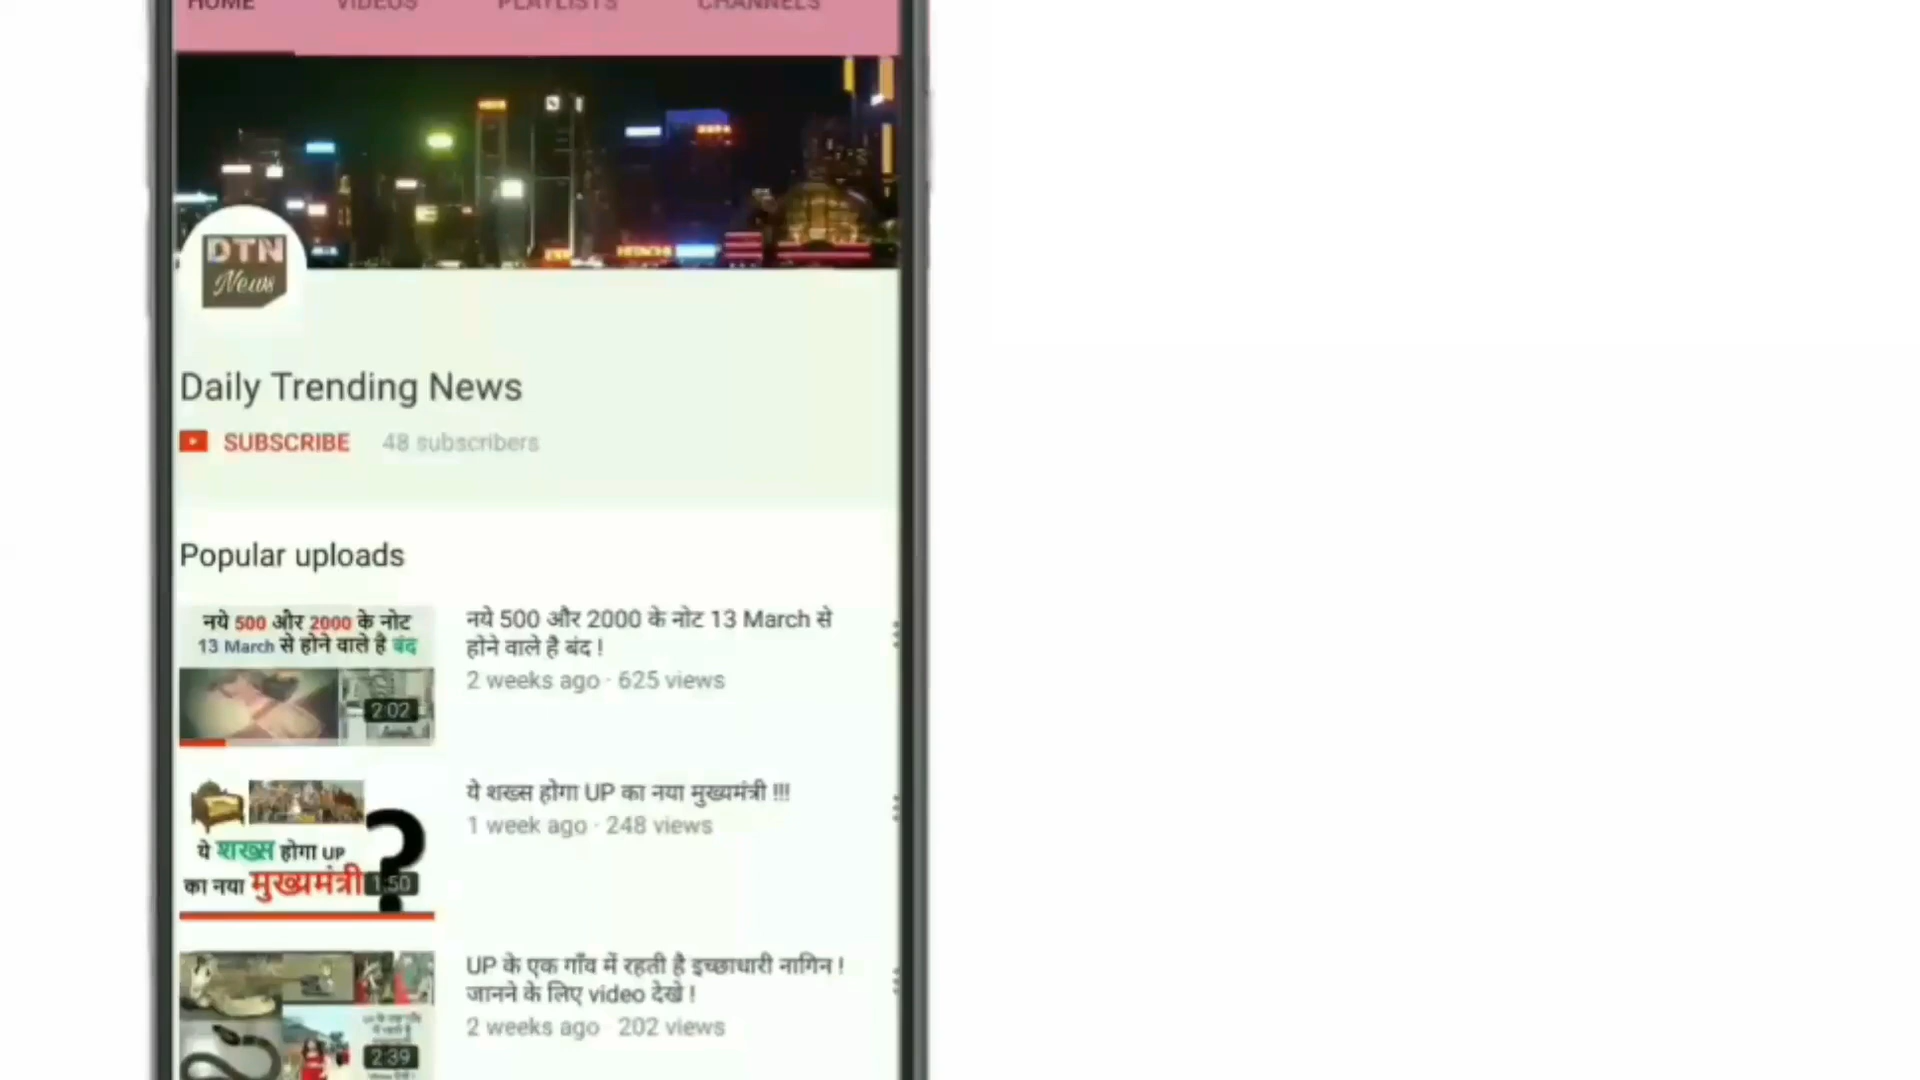 HOME VIDEOS PLAYLISTS CHANNELS
HITACHI
DTN
News
Daily Trending News
SUBSCRIBE 48 subscribers
Popular uploads
नये 500 और 2000 के नोट
13 March से होने वाले है बंद
2:02
नये 500 और 2000 के नोट 13 March से
होने वाले है बंद !
2 weeks ago · 625 views
ये शख्स होगा UP
का नया मुख्यमंत्री ?
1:50
ये शख्स होगा UP का नया मुख्यमंत्री !!!
1 week ago · 248 views
2:39
UP के एक गाँव में रहती है इच्छाधारी नागिन !
जानने के लिए video देखे !
2 weeks ago · 202 views